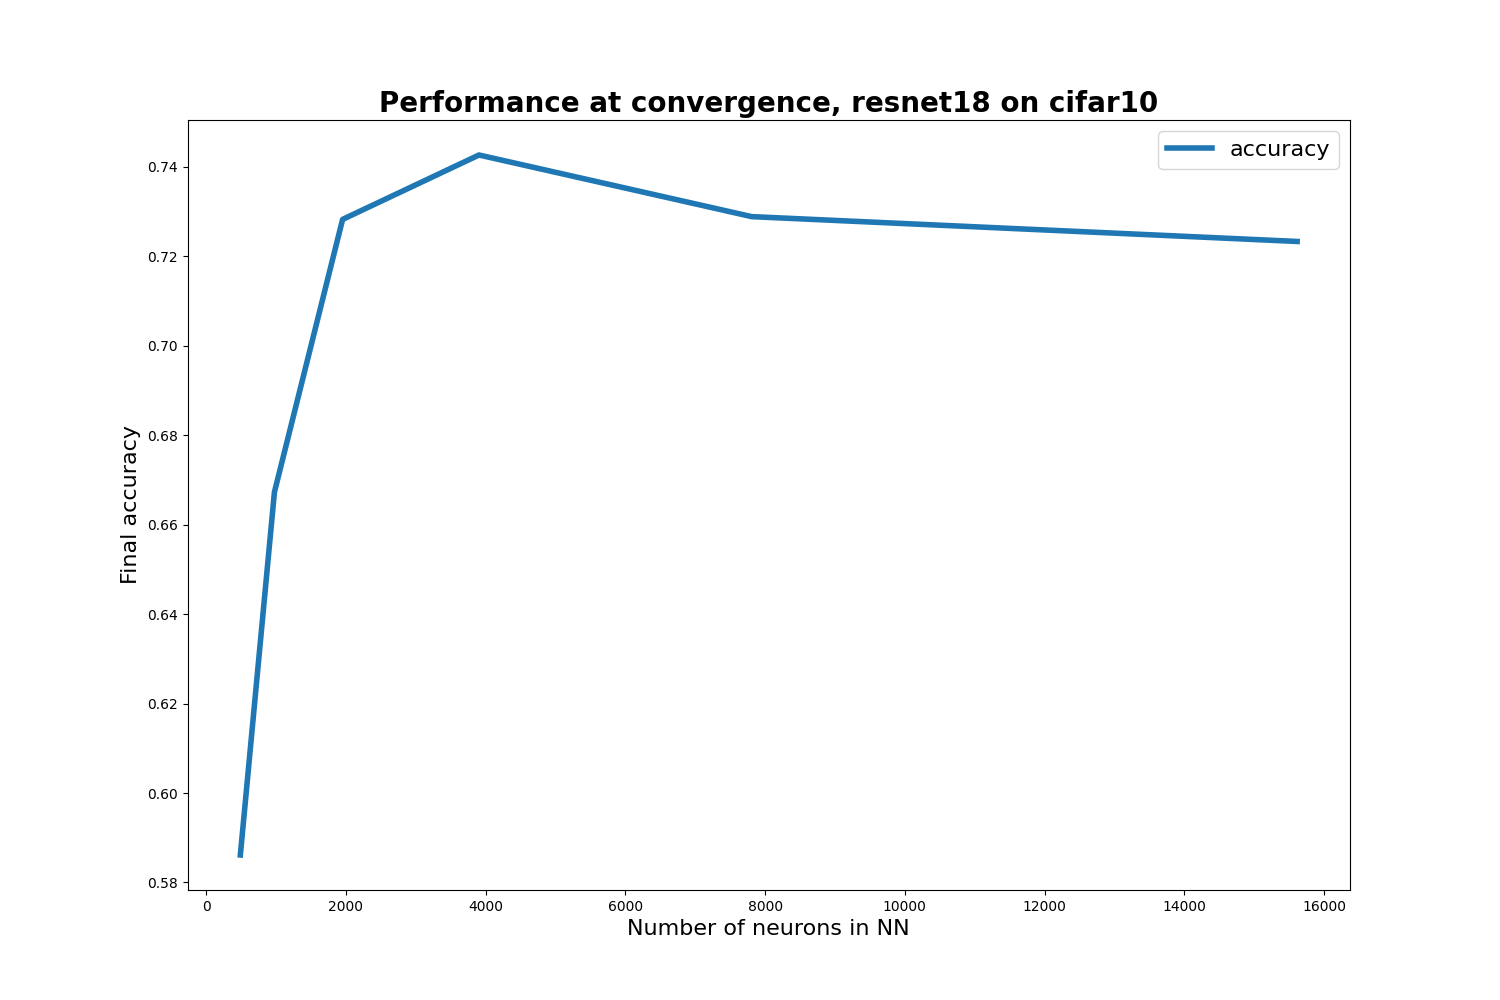 Performance at convergence, resnet18 on cifar10
accuracy
Final accuracy
0.74
0.72
0.70
0.68
0.66
0.64
0.62
0.60
0.58
0 2000 4000 6000 8000 10000 12000 14000 16000
Number of neurons in NN